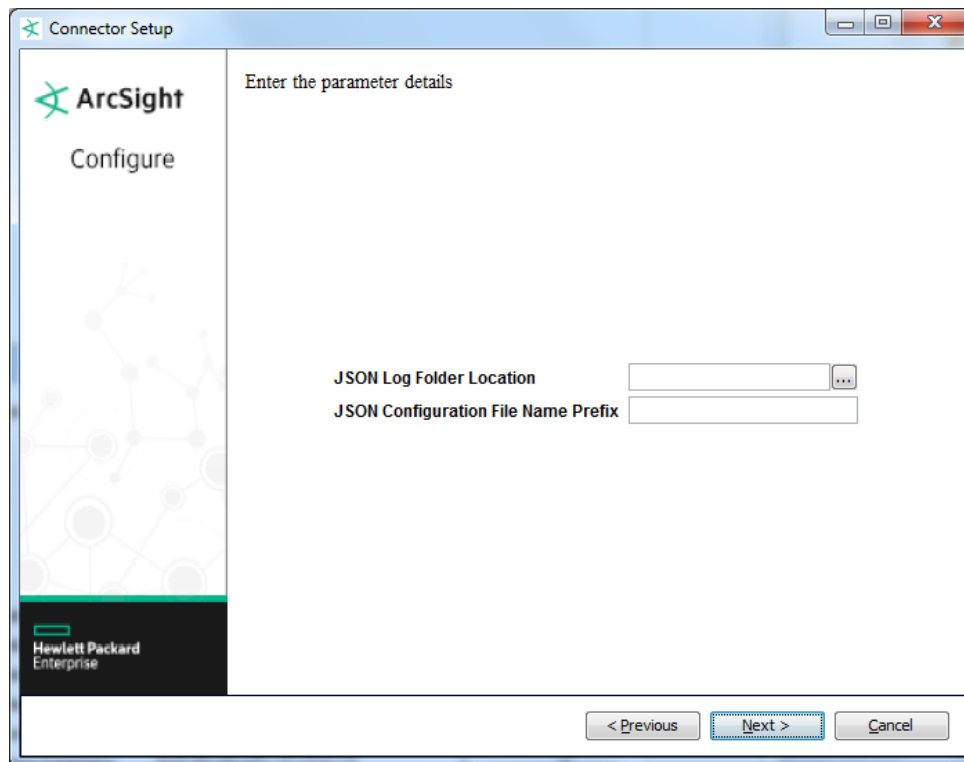 Connector Setup
ArcSight
Configure
Enter the parameter details
JSON Log Folder Location
...
JSON Configuration File Name Prefix
Hewlett Packard
Enterprise
< Previous
Next >
Cancel